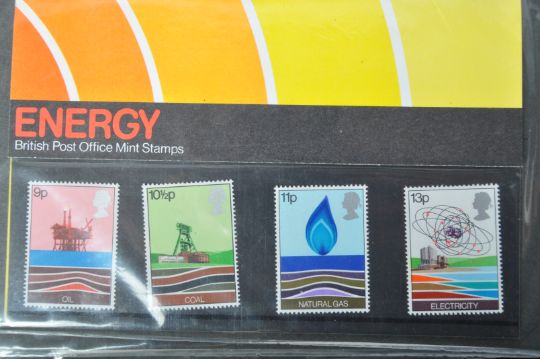 ENERGY
British Post Office Mint Stamps
9p
10½p
11p
13p
OIL
COAL
NATURAL GAS
ELECTRICITY